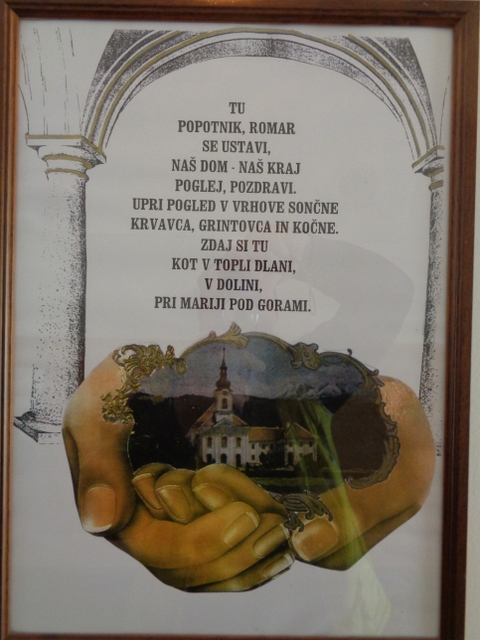 TU
POPOTNIK, ROMAR
SE USTAVI,
NAŠ DOM - NAŠ KRAJ
POGLEJ, POZDRAVI.
UPRI POGLED V VRHOVE SONČNE
KRVAVCA, GRINTOVCA IN KOČNE.
ZDAJ SI TU
KOT V TOPLI DLANI,
V DOLINI,
PRI MARIJI POD GORAMI.